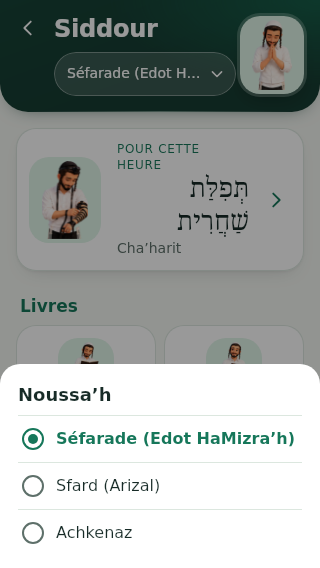 Siddour
Séfarade (Edot H...
POUR CETTE
HEURE
תְּפִלַּת
שַׁחֲרִית
Cha’harit
Livres
Noussa’h
Séfarade (Edot HaMizra’h)
Sfard (Arizal)
Achkenaz